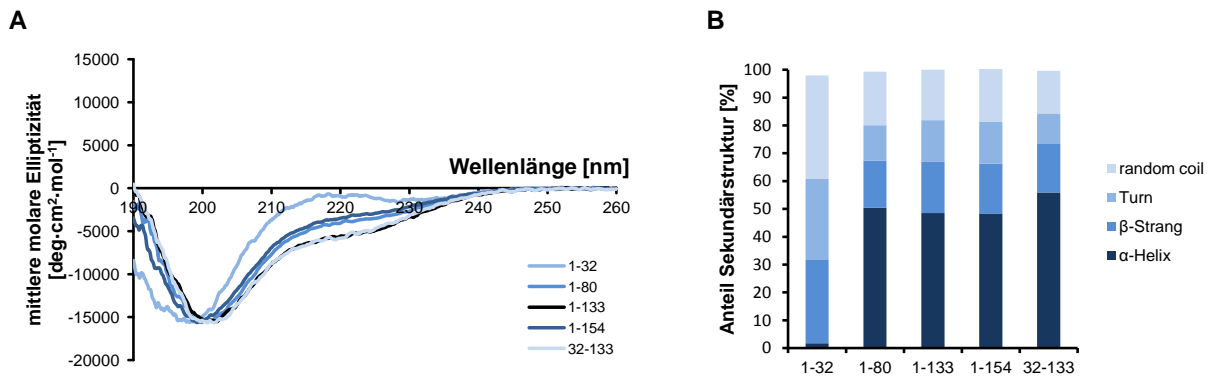 A
mittlere molare Elliptizität
[deg·cm²·mol⁻¹]
15000
10000
5000
0
-5000
-10000
-15000
-20000
Wellenlänge [nm]
190 200 210 220 230 240 250 260
1-32
1-80
1-133
1-154
32-133
B
Anteil Sekundärstruktur [%]
100
90
80
70
60
50
40
30
20
10
0
1-32 1-80 1-133 1-154 32-133
random coil
Turn
β-Strang
α-Helix